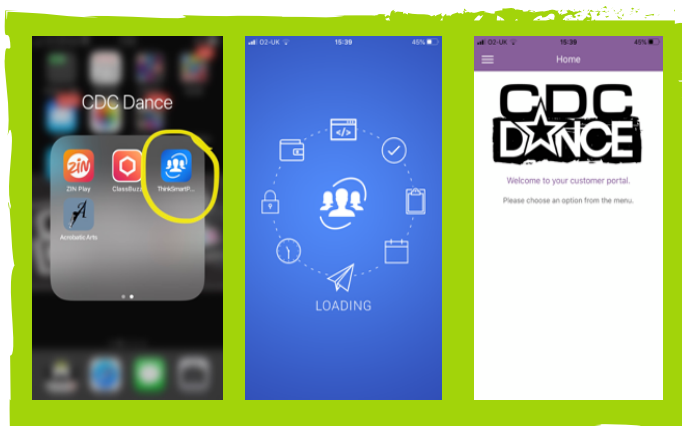 CDC Dance
ZIN
ZIN Play
ClassBuzz
ThinkSmartP...
Acrobatic Arts
O2-UK 15:39 45%
</>
LOADING
O2-UK 15:39 45%
Home
CDC
DANCE
Welcome to your customer portal.
Please choose an option from the menu.